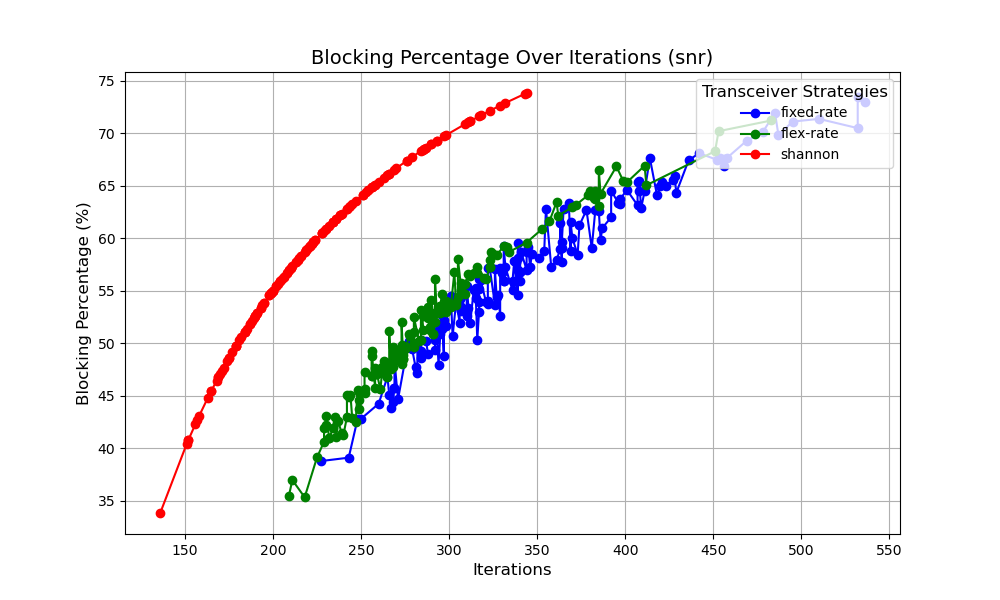 Blocking Percentage Over Iterations (snr)
Transceiver Strategies
fixed-rate
flex-rate
shannon
Blocking Percentage (%)
75
70
65
60
55
50
45
40
35
150 200 250 300 350 400 450 500 550
Iterations